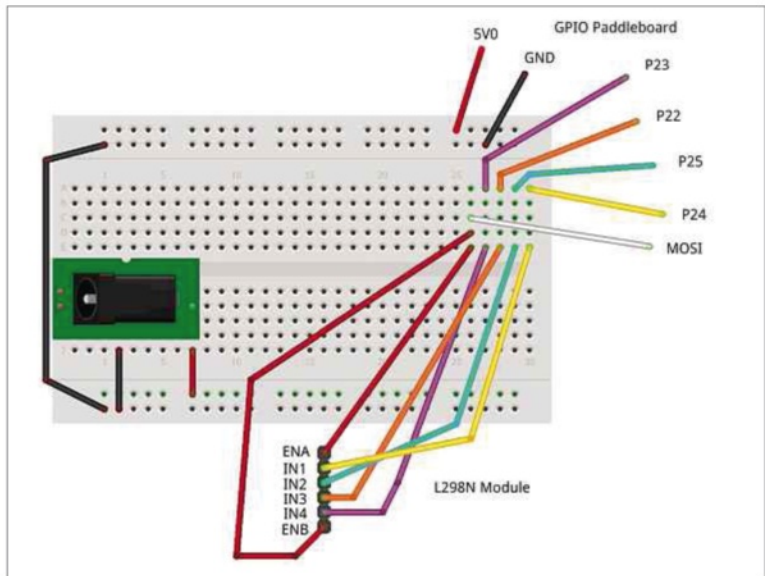 5V0
GPIO Paddleboard
GND
P23
P22
P25
P24
MOSI
ENA
IN1
IN2
IN3
IN4
ENB
L298N Module